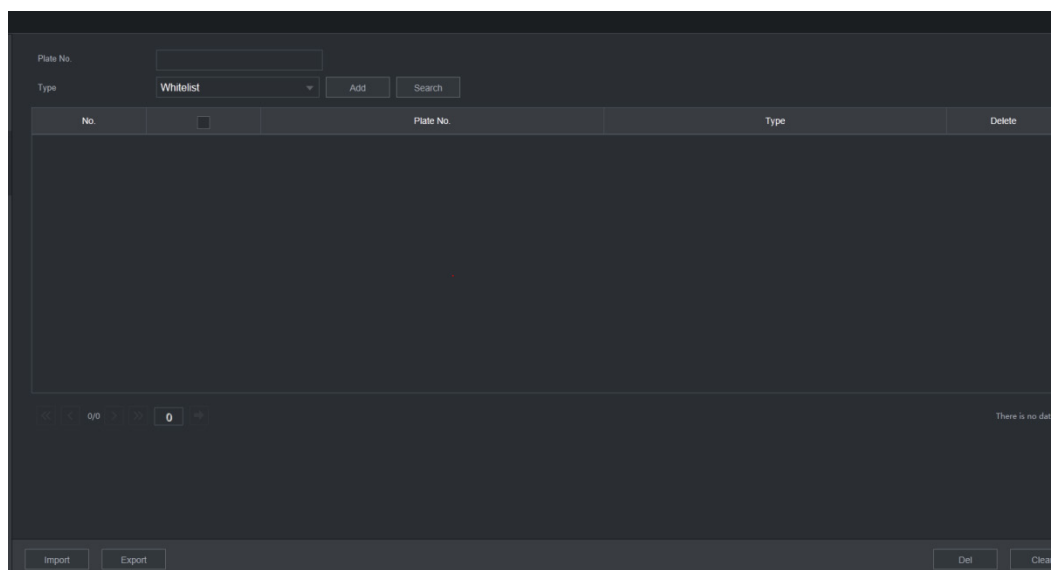 Plate No.
Type Whitelist Add Search
No. Plate No. Type Delete
0/0 0 There is no dat
Import Export Del Clea